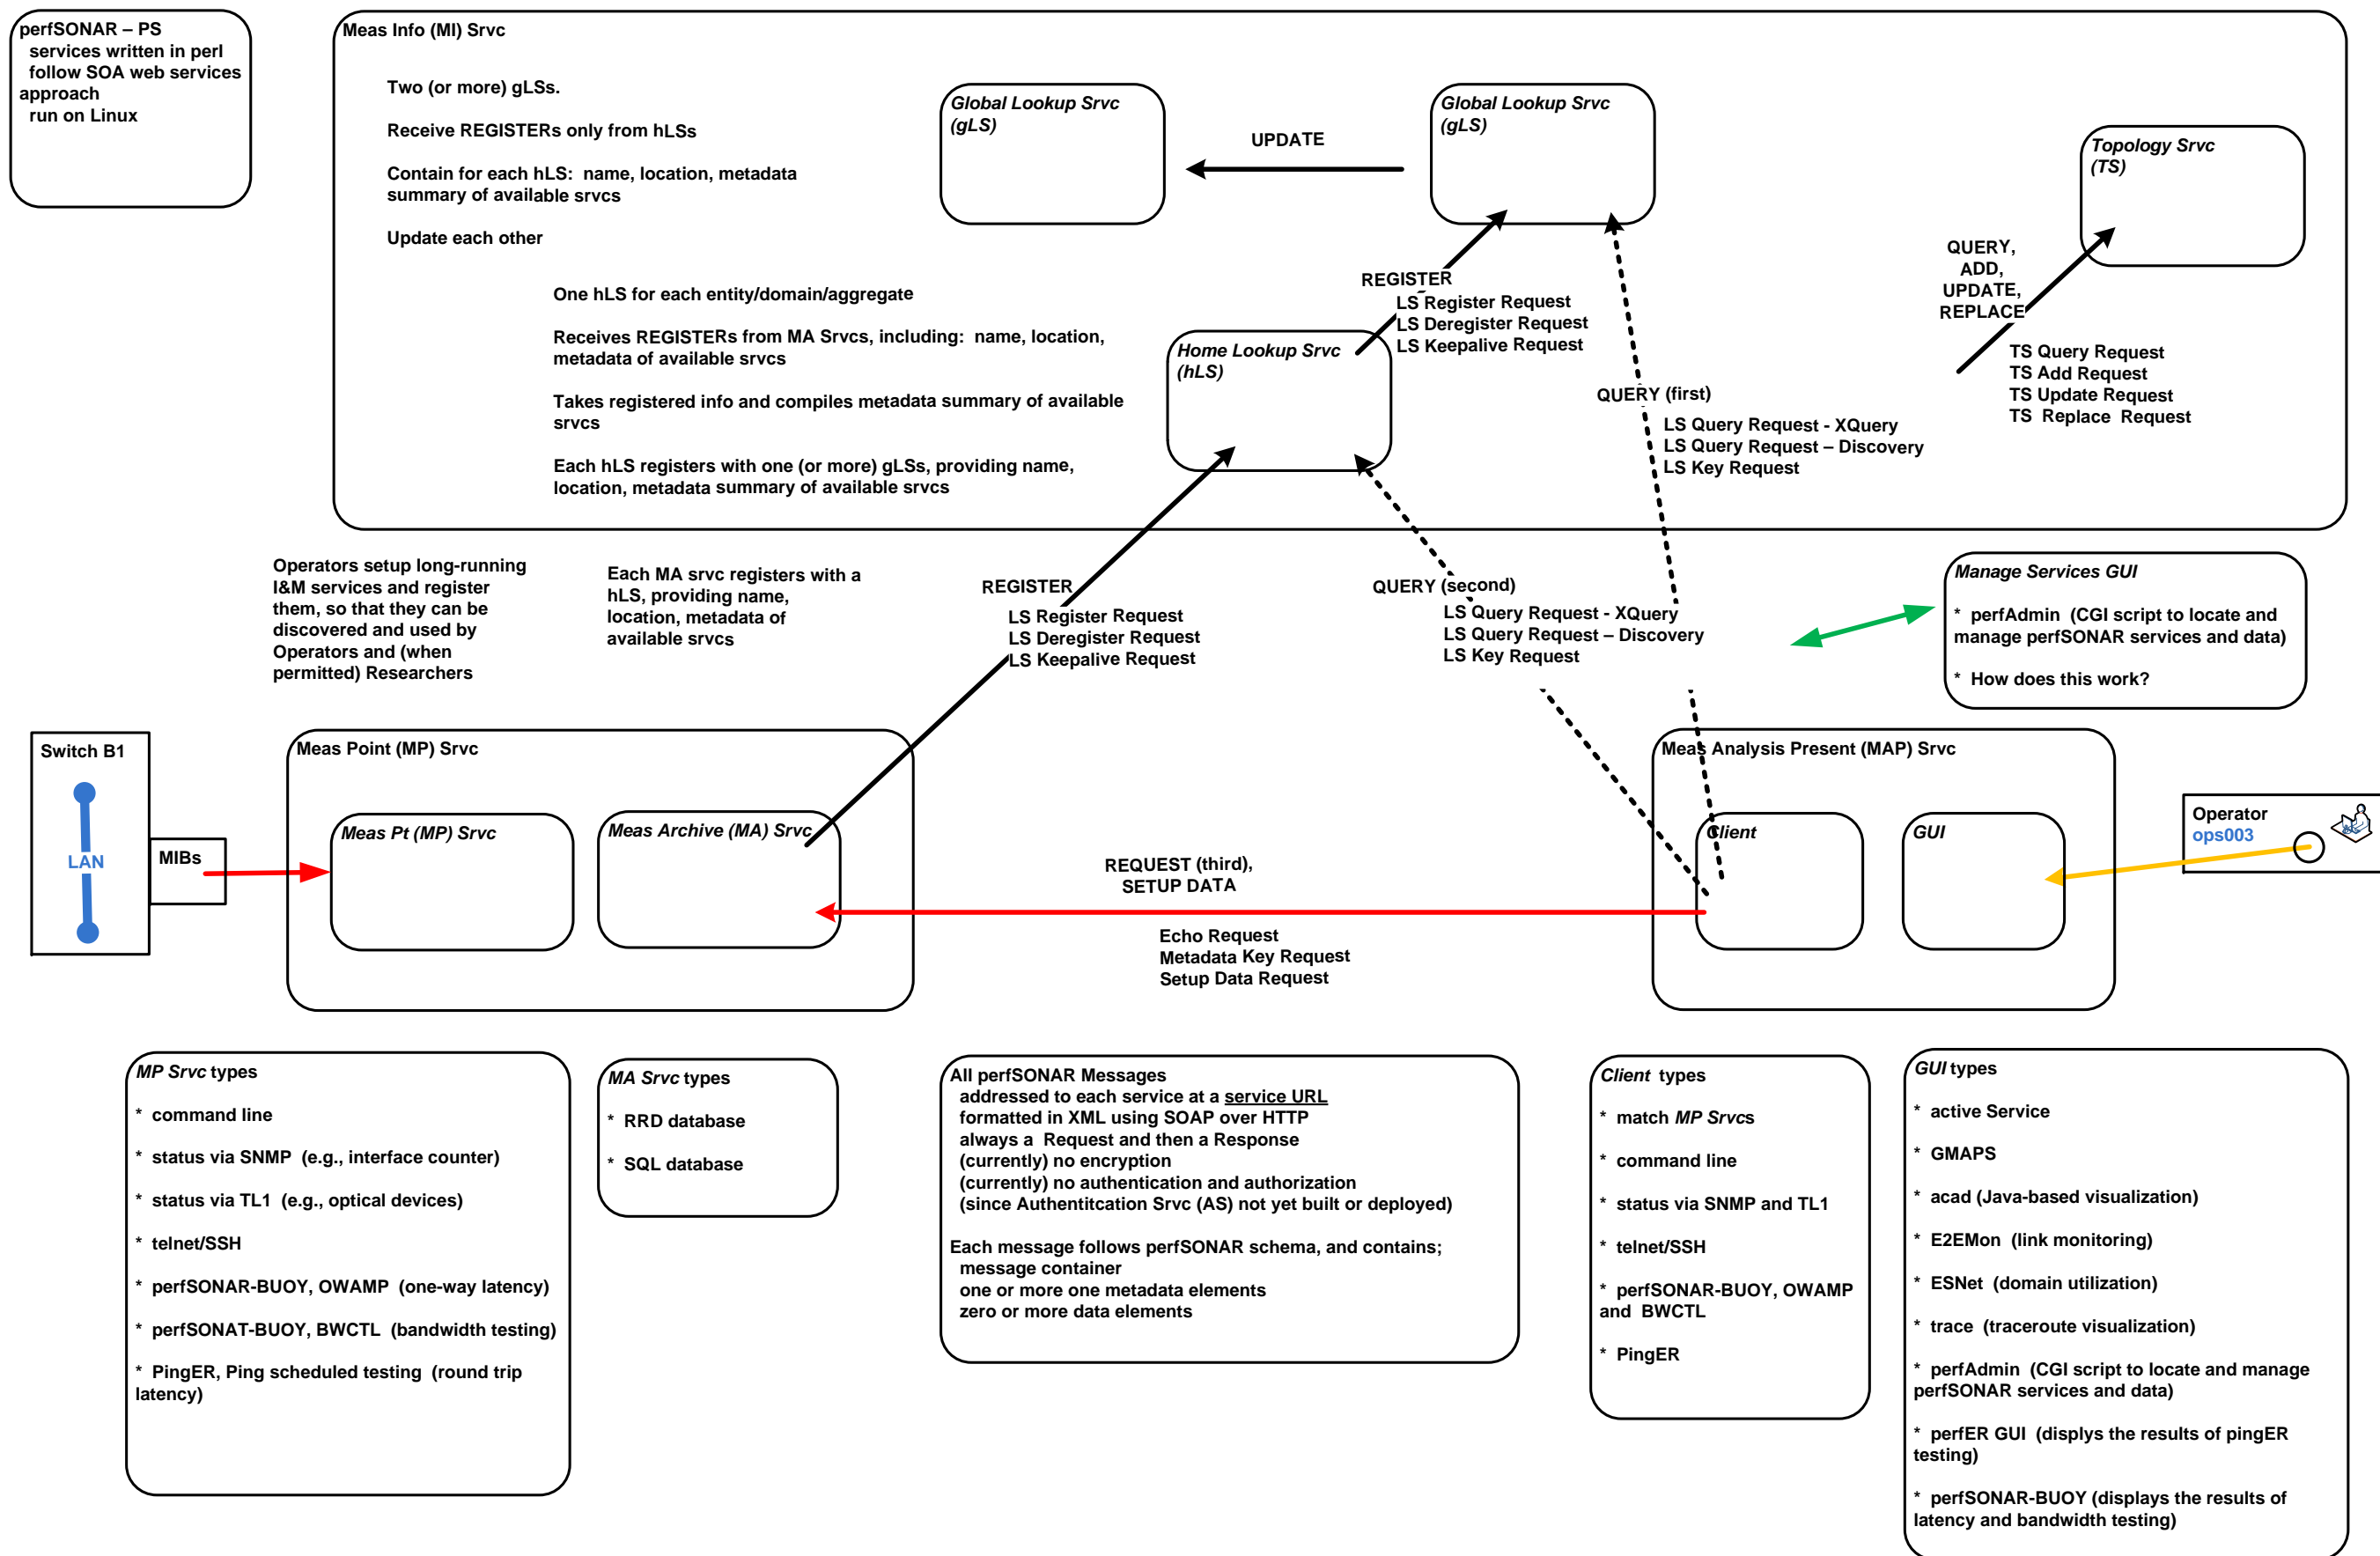 perfSONAR – PS
services written in perl
follow SOA web services
approach
run on Linux
Meas Info (MI) Srvc
Two (or more) gLSs.
Receive REGISTERs only from hLSs
Contain for each hLS:  name, location, metadata
summary of available srvcs
Update each other
Global Lookup Srvc
(gLS)
UPDATE
Global Lookup Srvc
(gLS)
Topology Srvc
(TS)
One hLS for each entity/domain/aggregate
Receives REGISTERs from MA Srvcs, including:  name, location,
metadata of available srvcs
Takes registered info and compiles metadata summary of available
srvcs
Each hLS registers with one (or more) gLSs, providing name,
location, metadata summary of available srvcs
Home Lookup Srvc
(hLS)
REGISTER
LS Register Request
LS Deregister Request
LS Keepalive Request
QUERY (first)
LS Query Request - XQuery
LS Query Request – Discovery
LS Key Request
QUERY,
ADD,
UPDATE,
REPLACE
TS Query Request
TS Add Request
TS Update Request
TS  Replace  Request
Operators setup long-running
I&M services and register
them, so that they can be
discovered and used by
Operators and (when
permitted) Researchers
Each MA srvc registers with a
hLS, providing name,
location, metadata of
available srvcs
REGISTER
LS Register Request
LS Deregister Request
LS Keepalive Request
QUERY (second)
LS Query Request - XQuery
LS Query Request – Discovery
LS Key Request
Manage Services GUI
*  perfAdmin  (CGI script to locate and
manage perfSONAR services and data)
*  How does this work?
Switch B1
LAN
MIBs
Meas Point (MP) Srvc
Meas Pt (MP) Srvc
Meas Archive (MA) Srvc
REQUEST (third),
SETUP DATA
Echo Request
Metadata Key Request
Setup Data Request
Meas Analysis Present (MAP) Srvc
Client
GUI
Operator
ops003
MP Srvc types
*  command line
*  status via SNMP  (e.g., interface counter)
*  status via TL1  (e.g., optical devices)
*  telnet/SSH
*  perfSONAR-BUOY, OWAMP  (one-way latency)
*  perfSONAT-BUOY, BWCTL  (bandwidth testing)
*  PingER, Ping scheduled testing  (round trip
latency)
MA Srvc types
*  RRD database
*  SQL database
All perfSONAR Messages
addressed to each service at a service URL
formatted in XML using SOAP over HTTP
always a  Request and then a Response
(currently) no encryption
(currently) no authentication and authorization
(since Authentitcation Srvc (AS) not yet built or deployed)
Each message follows perfSONAR schema, and contains;
message container
one or more one metadata elements
zero or more data elements
Client  types
*  match MP Srvcs
*  command line
*  status via SNMP and TL1
*  telnet/SSH
*  perfSONAR-BUOY, OWAMP
and  BWCTL
*  PingER
GUI types
*  active Service
*  GMAPS
*  acad (Java-based visualization)
*  E2EMon  (link monitoring)
*  ESNet  (domain utilization)
*  trace  (traceroute visualization)
*  perfAdmin  (CGI script to locate and manage
perfSONAR services and data)
*  perfER GUI  (displys the results of pingER
testing)
*  perfSONAR-BUOY (displays the results of
latency and bandwidth testing)